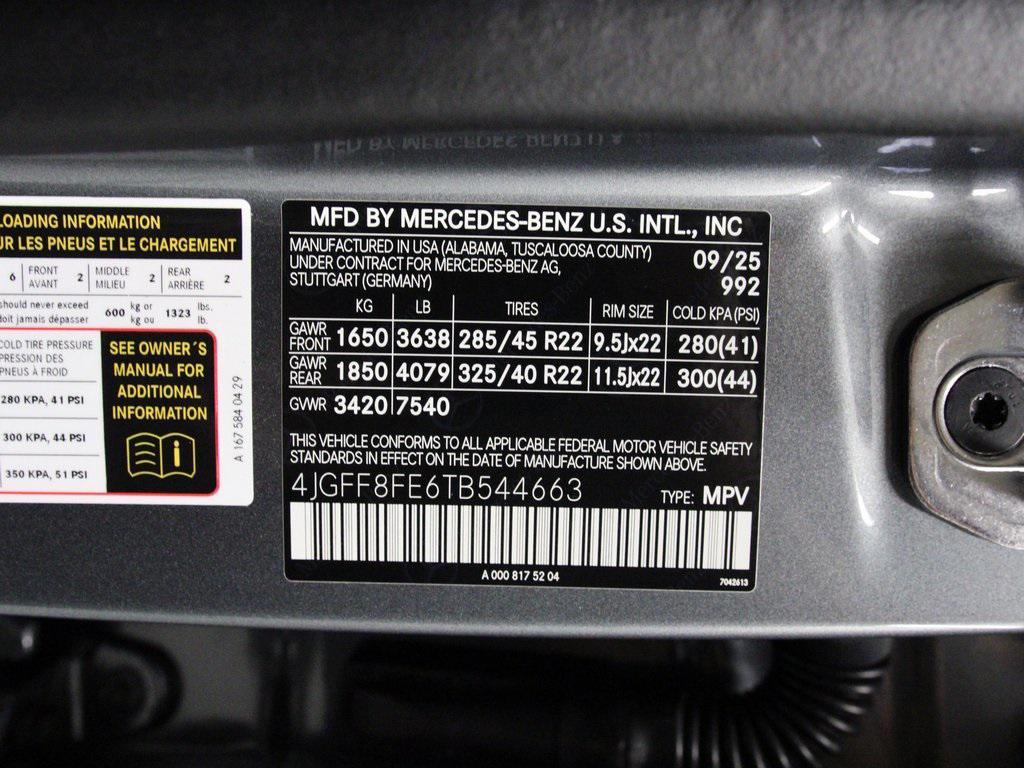 LOADING INFORMATION
UR LES PNEUS ET LE CHARGEMENT
6 FRONT AVANT 2 MIDDLE MILIEU 2 REAR ARRIÈRE 2
should never exceed
doit jamais dépasser 600 kg or kg ou 1323 lbs. lb.
COLD TIRE PRESSURE
PRESSION DES
PNEUS À FROID
280 KPA, 41 PSI
300 KPA, 44 PSI
350 KPA, 51 PSI
SEE OWNER´S
MANUAL FOR
ADDITIONAL
INFORMATION
A 167 584 04 29
MFD BY MERCEDES-BENZ U.S. INTL., INC
MANUFACTURED IN USA (ALABAMA, TUSCALOOSA COUNTY)
UNDER CONTRACT FOR MERCEDES-BENZ AG,
STUTTGART (GERMANY)
09/25
992
KG LB TIRES RIM SIZE COLD KPA (PSI)
GAWR FRONT 1650 3638 285/45 R22 9.5Jx22 280(41)
GAWR REAR 1850 4079 325/40 R22 11.5Jx22 300(44)
GVWR 3420 7540
THIS VEHICLE CONFORMS TO ALL APPLICABLE FEDERAL MOTOR VEHICLE SAFETY
STANDARDS IN EFFECT ON THE DATE OF MANUFACTURE SHOWN ABOVE.
4JGFF8FE6TB544663 TYPE: MPV
A 000 817 52 04
7042613